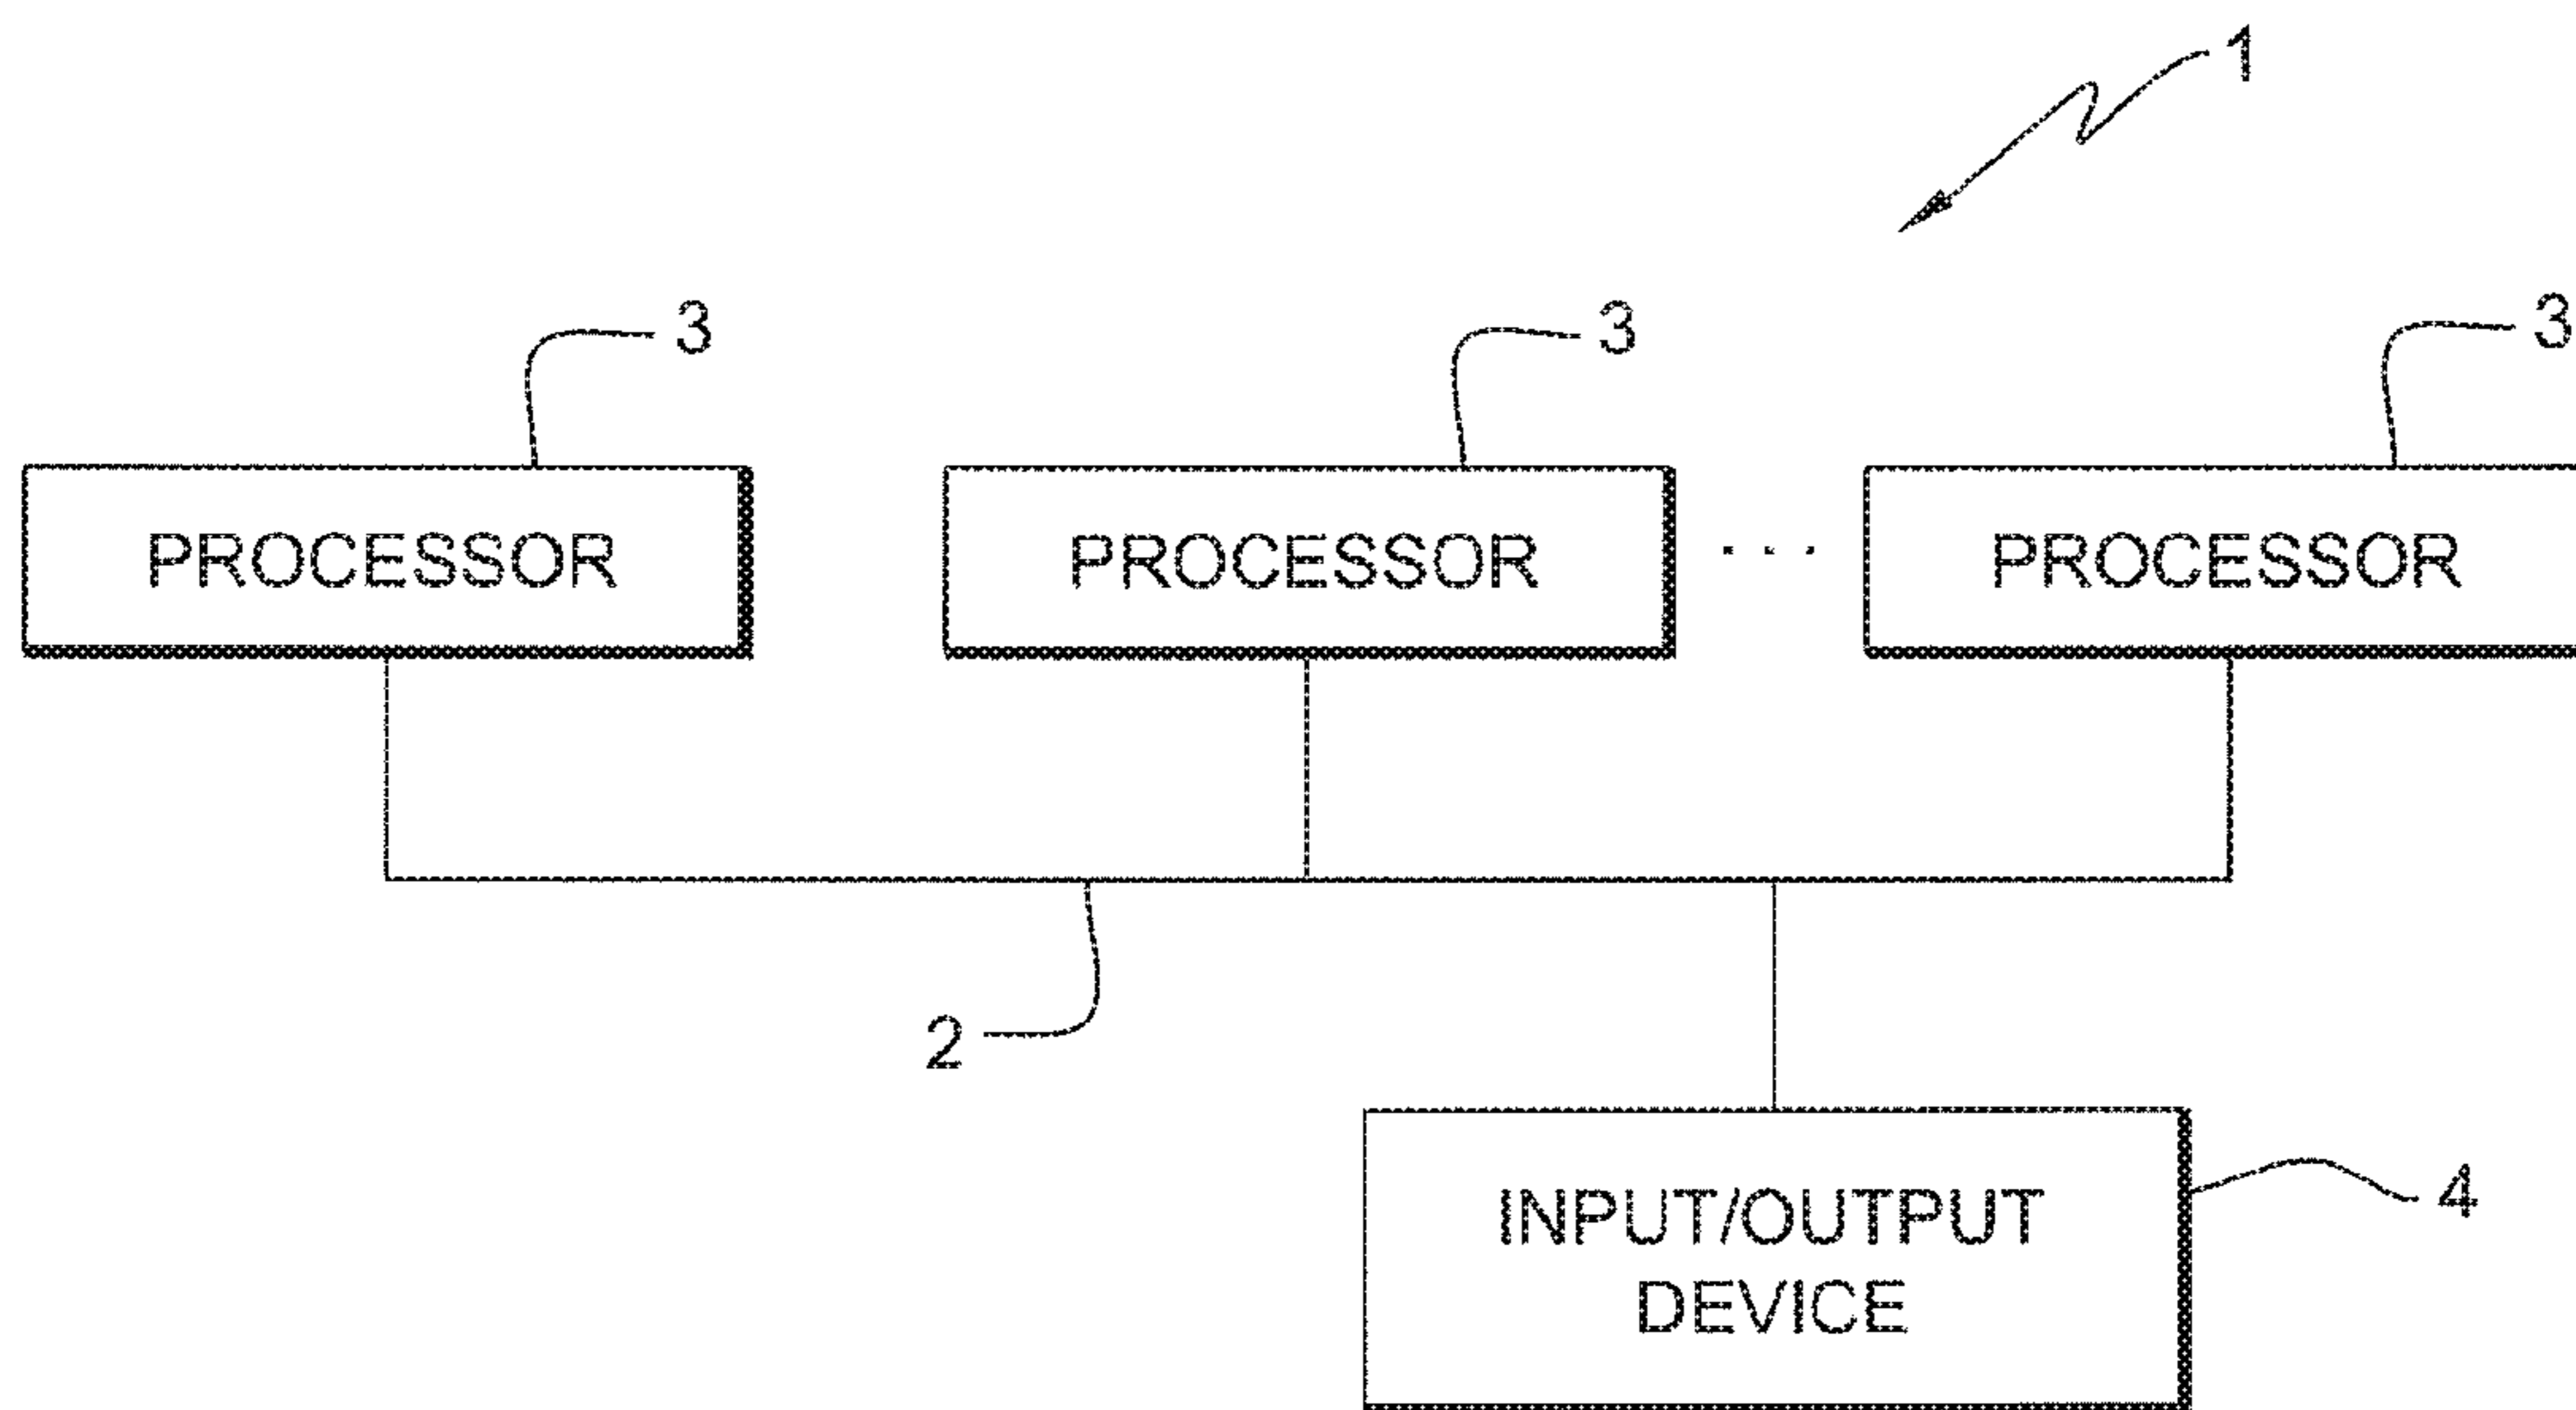 1
3
3
3
PROCESSOR
PROCESSOR
...
PROCESSOR
2
INPUT/OUTPUT
DEVICE
4